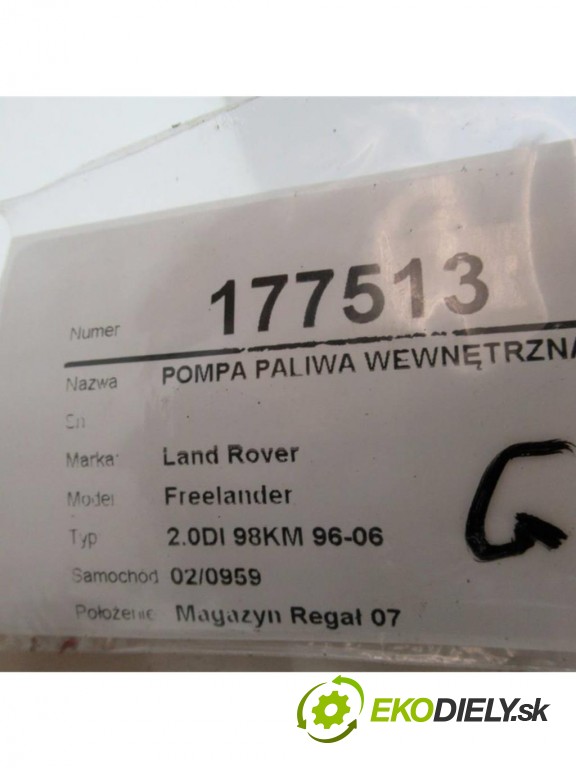 Numer 177513
Nazwa POMPA PALIWA WEWNĘTRZNA
Marka: Land Rover
Model Freelander
Typ 2.0DI 98KM 96-06
Samochód 02/0959
Położenie Magazyn Regał 07
G
EKODIELY.sk